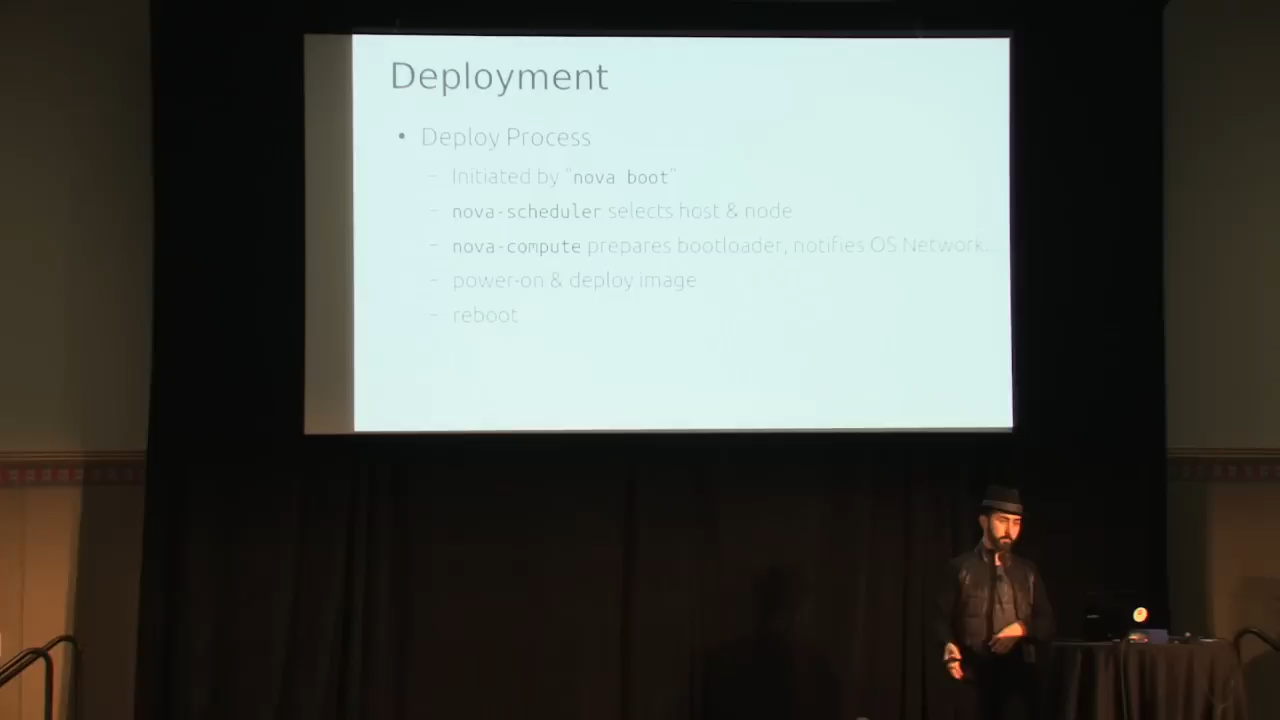 Deployment
• Deploy Process
– Initiated by "nova boot"
– nova-scheduler selects host & node
– nova-compute prepares bootloader, notifies OS Network...
– power-on & deploy image
– reboot